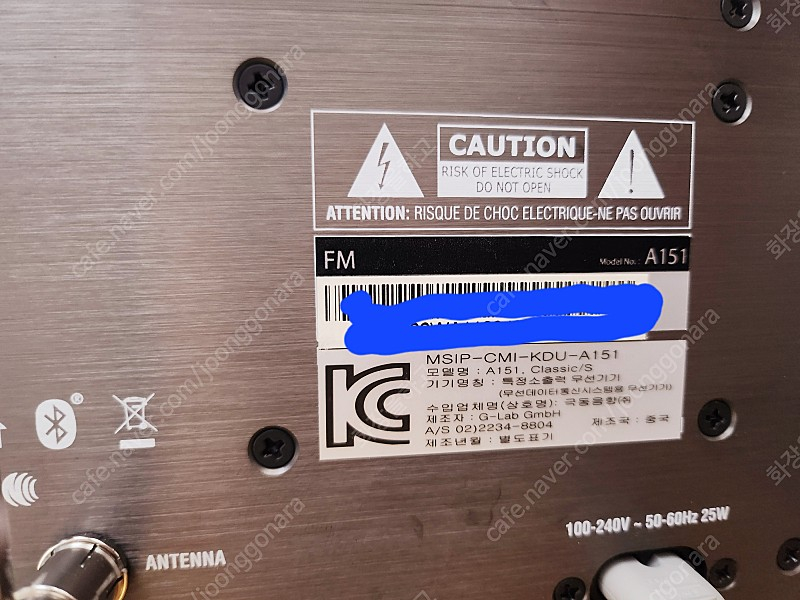 CAUTION
RISK OF ELECTRIC SHOCK
DO NOT OPEN
ATTENTION: RISQUE DE CHOC ELECTRIQUE-NE PAS OUVRIR
FM Model No.: A151
MSIP-CMI-KDU-A151
모델명 : A151, Classic/S
기기명칭 : 특정소출력 무선기기
(무선데이터통신시스템용 무선기기)
수입업체명(상호명): 극동음향㈜
제조자 : G-Lab GmbH 제조국 : 중국
A/S 02)2234-8804
제조년월 : 별도표기
100-240V ~ 50-60Hz 25W
ANTENNA
cafe.naver.com/joonggonara